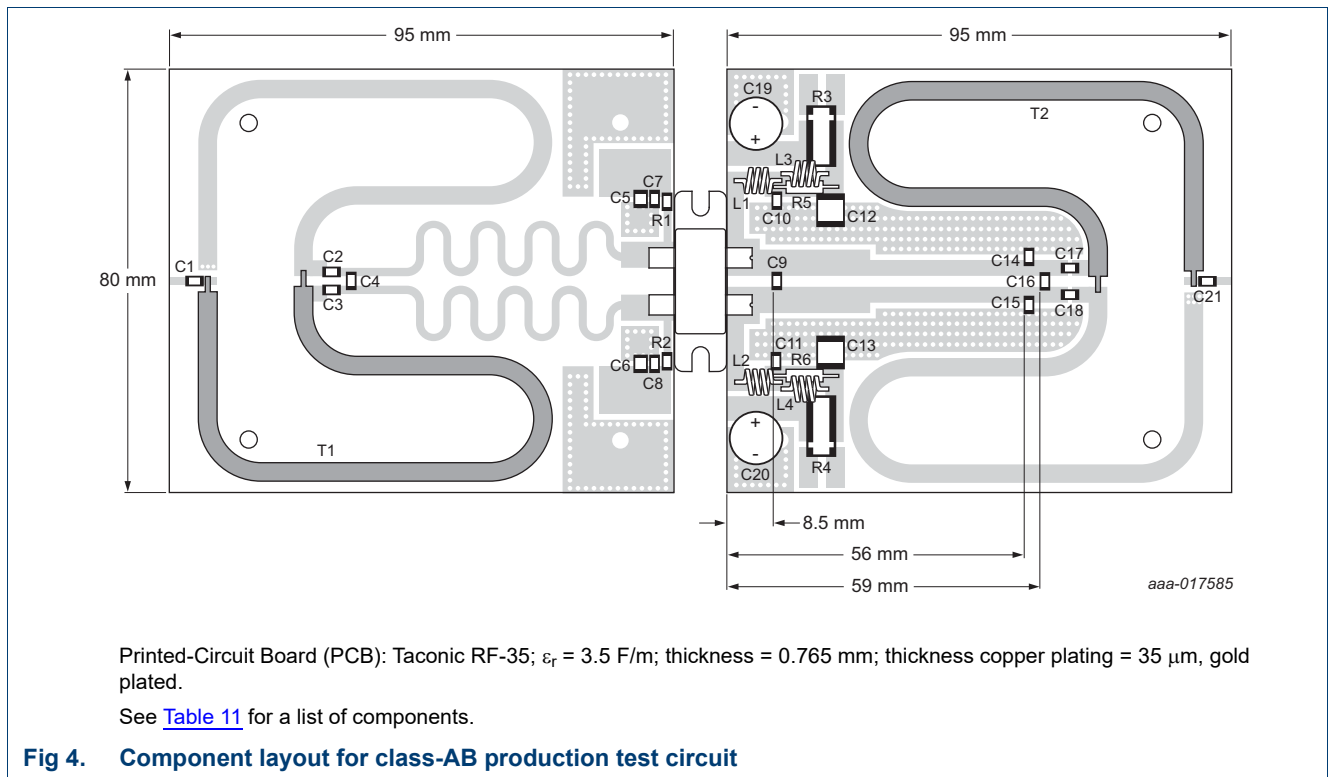 95 mm
95 mm
80 mm
C19
-
+
R3
T2
L3
C7
C5
R1
L1
C10
R5
C12
C1
C2
C3
C4
C9
C14
C17
C16
C15
C18
C21
R2
C6
C8
C11
R6
C13
L2
L4
+
-
C20
R4
T1
8.5 mm
56 mm
59 mm
aaa-017585
Printed-Circuit Board (PCB): Taconic RF-35; εr = 3.5 F/m; thickness = 0.765 mm; thickness copper plating = 35 μm, gold
plated.
See Table 11 for a list of components.
Fig 4. Component layout for class-AB production test circuit